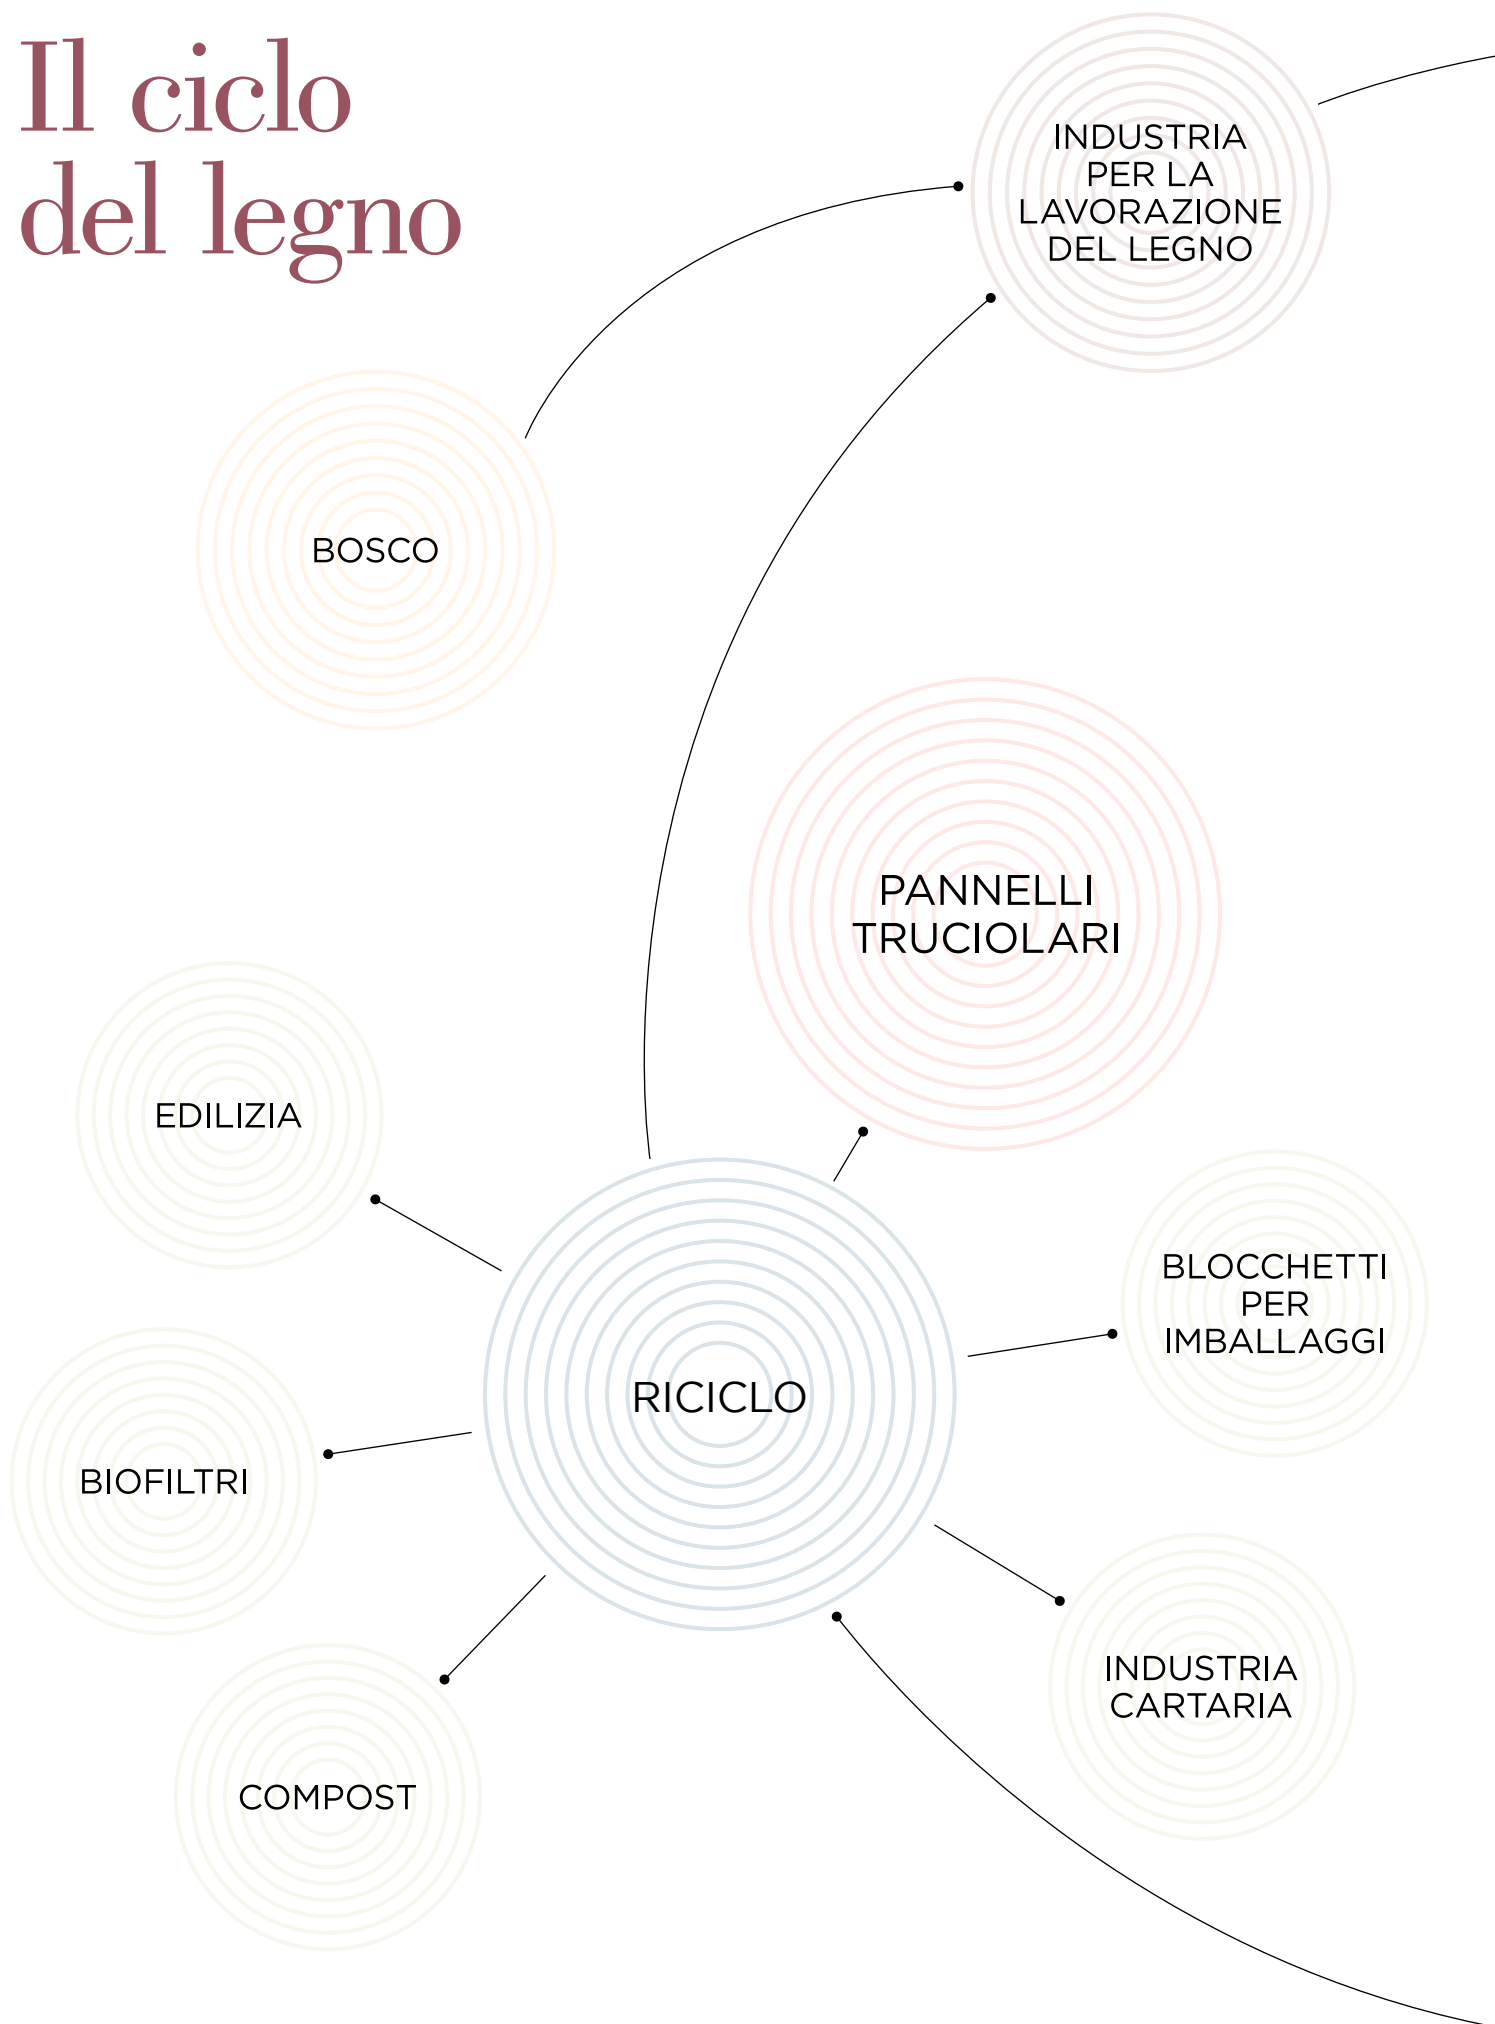 Il ciclo
del legno
INDUSTRIA
PER LA
LAVORAZIONE
DEL LEGNO
BOSCO
PANNELLI
TRUCIOLARI
EDILIZIA
BLOCCHETTI
PER
IMBALLAGGI
RICICLO
BIOFILTRI
INDUSTRIA
CARTARIA
COMPOST